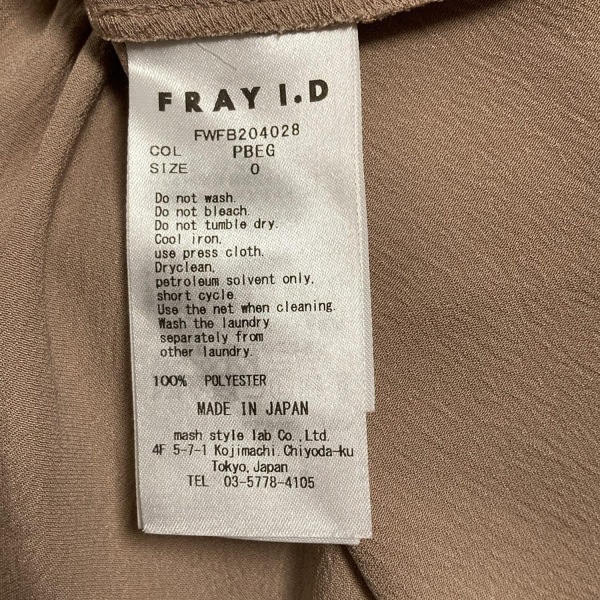 FRAY I.D
FWFB204028
COL PBEG
SIZE 0
Do not wash.
Do not bleach.
Do not tumble dry.
Cool iron,
use press cloth.
Dryclean,
petroleum solvent only,
short cycle.
Use the net when cleaning.
Wash the laundry
separately from
other laundry.
100% POLYESTER
MADE IN JAPAN
mash style lab Co.,Ltd.
4F 5-7-1 Kojimachi.Chiyoda-ku
Tokyo,Japan
TEL 03-5778-4105